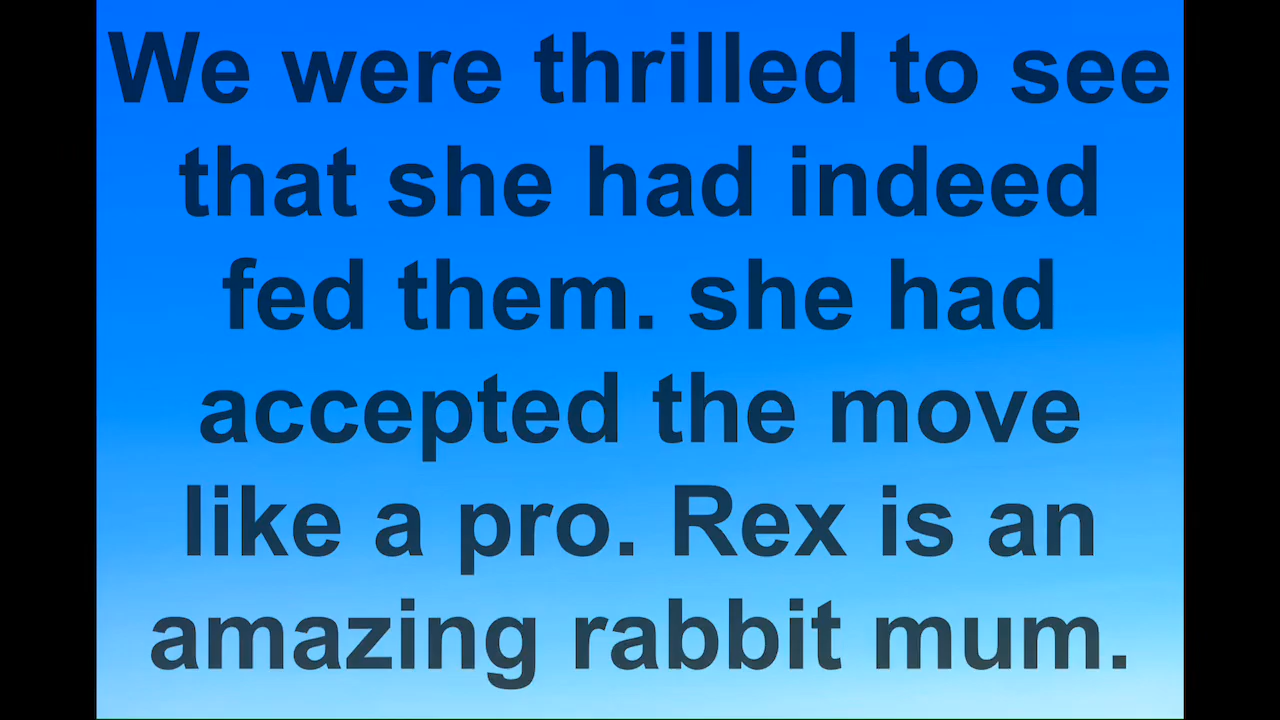 We were thrilled to see
that she had indeed
fed them. she had
accepted the move
like a pro. Rex is an
amazing rabbit mum.